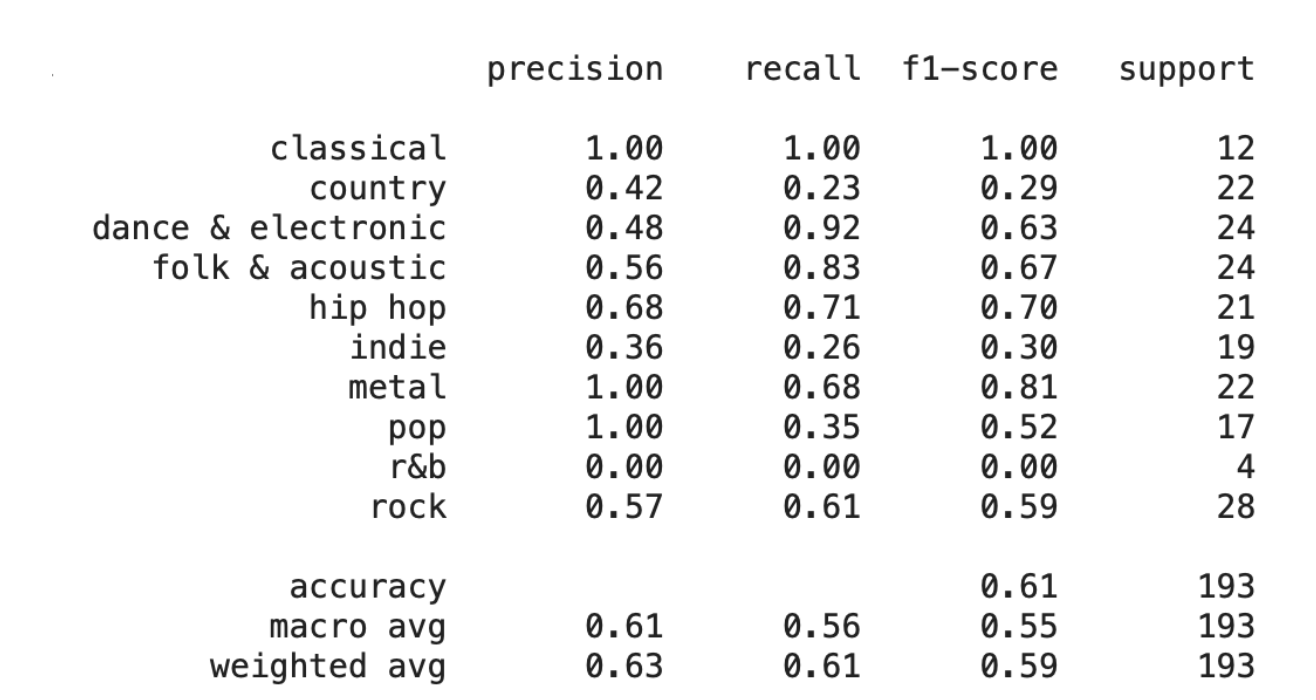 precision recall f1-score support
classical 1.00 1.00 1.00 12
country 0.42 0.23 0.29 22
dance & electronic 0.48 0.92 0.63 24
folk & acoustic 0.56 0.83 0.67 24
hip hop 0.68 0.71 0.70 21
indie 0.36 0.26 0.30 19
metal 1.00 0.68 0.81 22
pop 1.00 0.35 0.52 17
r&b 0.00 0.00 0.00 4
rock 0.57 0.61 0.59 28
accuracy 0.61 193
macro avg 0.61 0.56 0.55 193
weighted avg 0.63 0.61 0.59 193